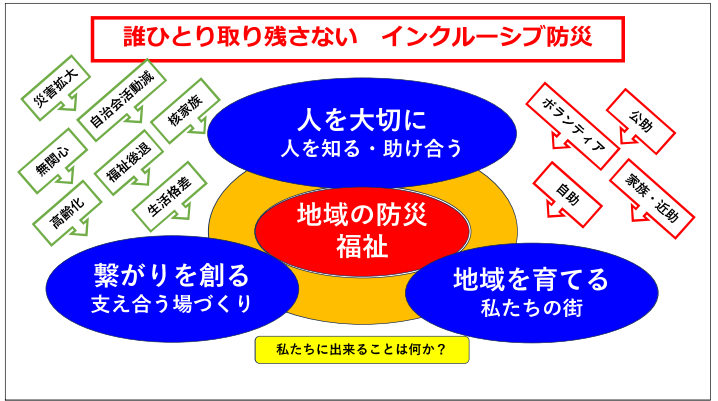 誰ひとり取り残さない　インクルーシブ防災
災害拡大
自治会活動減
核家族
無関心
福祉後退
高齢化
生活格差
人を大切に
人を知る・助け合う
ボランティア
公助
自助
家族・近助
地域の防災
福祉
繋がりを創る
支え合う場づくり
地域を育てる
私たちの街
私たちに出来ることは何か？